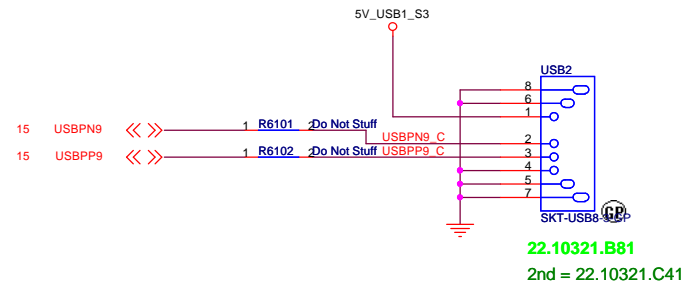 5V_USB1_S3
USB2
8
6
1
15 USBPN9 1 R6101 2 Do Not Stuff
USBPN9_C 2
15 USBPP9 1 R6102 2 Do Not Stuff USBPP9_C 3
4
5
7
SKT-USB8- GP
22.10321.B81
2nd = 22.10321.C41